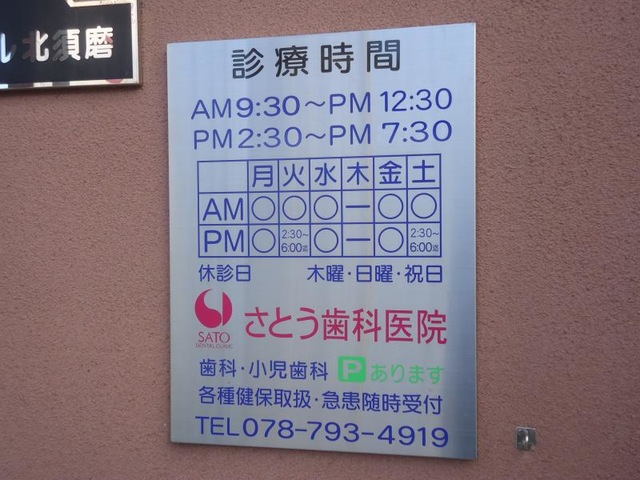 ル北須磨
診療時間
AM9:30～PM12:30
PM2:30～PM7:30
月 火 水 木 金 土
AM ○ ○ ○ ー ○ ○
PM ○ 2:30~6:00迄 ○ ー ○ 2:30~6:00迄
休診日 木曜・日曜・祝日
SATO
DENTAL CLINIC
さとう歯科医院
歯科・小児歯科 P あります
各種健保取扱・急患随時受付
TEL078-793-4919